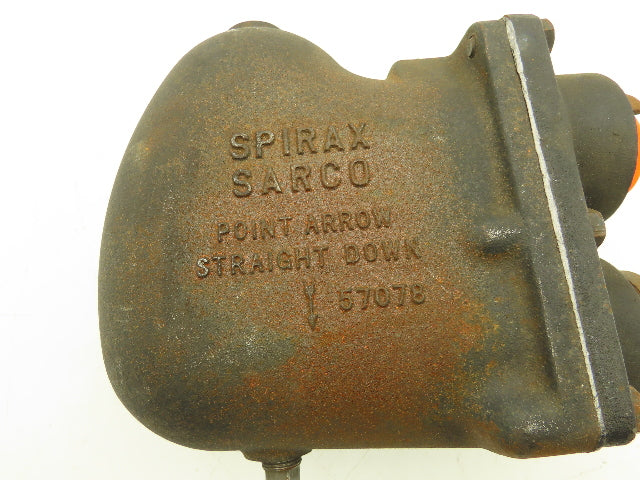 SPIRAX
SARCO
POINT ARROW
STRAIGHT DOWN
57078